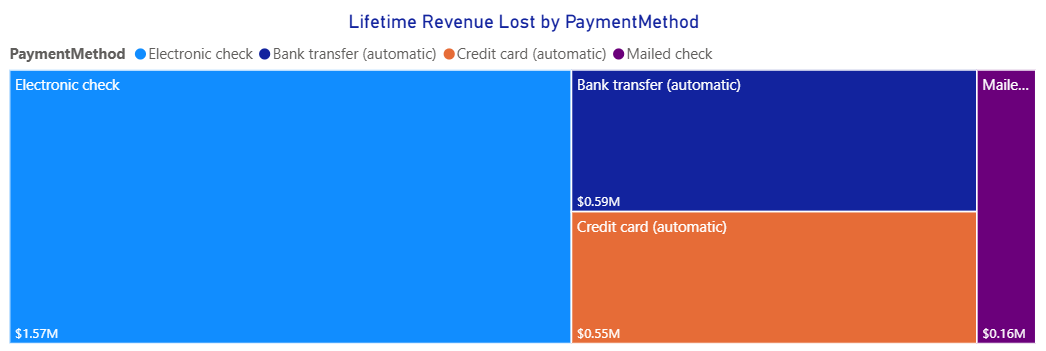 Lifetime Revenue Lost by PaymentMethod
PaymentMethod Electronic check Bank transfer (automatic) Credit card (automatic) Mailed check
Electronic check
$1.57M
Bank transfer (automatic)
$0.59M
Credit card (automatic)
$0.55M
Maile...
$0.16M